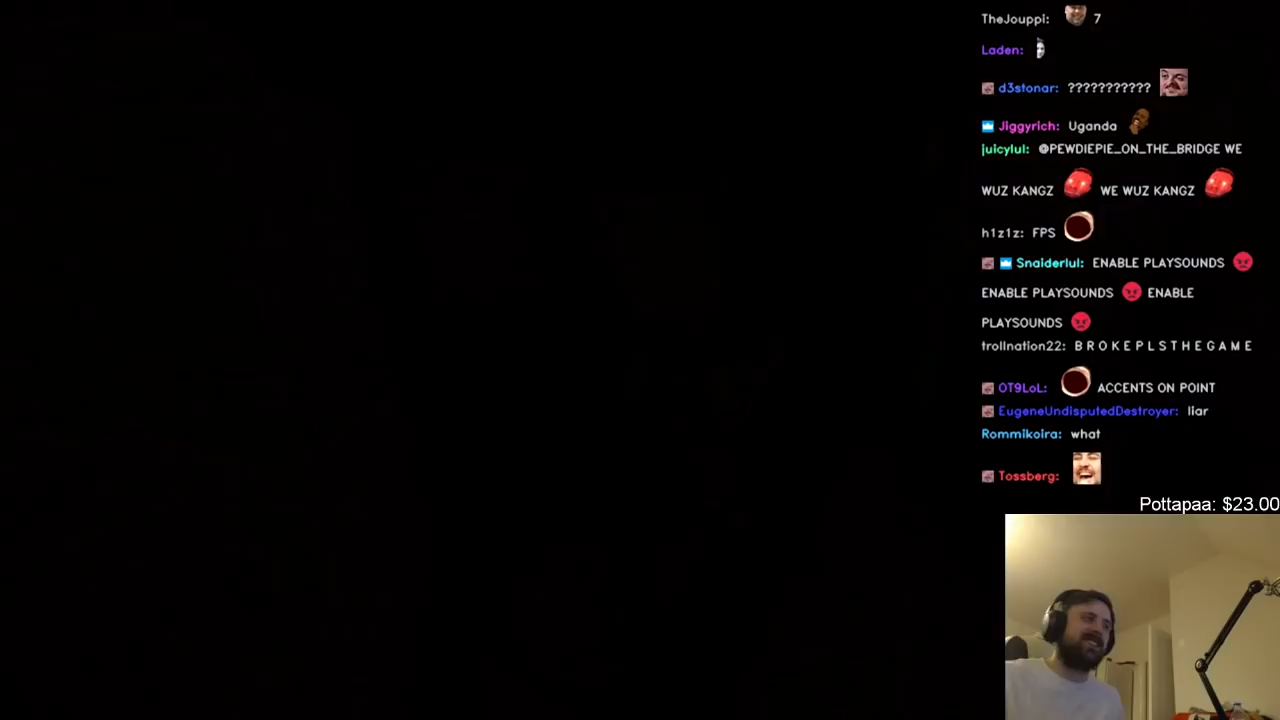 TheJouppi: 7
Laden:
d3stonar: ???????????
Jiggyrich: Uganda
juicylul: @PEWDIEPIE_ON_THE_BRIDGE WE
WUZ KANGZ WE WUZ KANGZ
h1z1z: FPS
Snaiderlul: ENABLE PLAYSOUNDS
ENABLE PLAYSOUNDS ENABLE
PLAYSOUNDS
trollnation22: B R O K E P L S T H E G A M E
OT9LoL: ACCENTS ON POINT
EugeneUndisputedDestroyer: liar
Rommikoira: what
Tossberg:
Pottapaa: $23.00